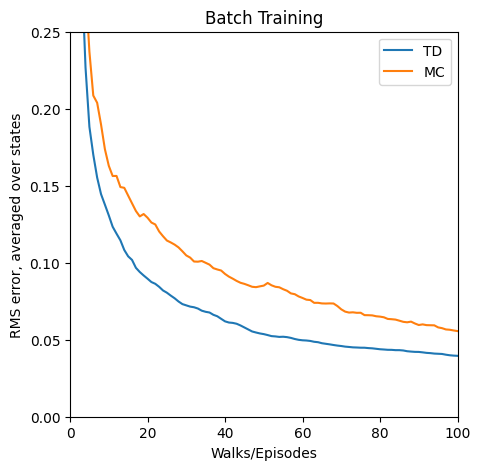 Batch Training
TD
MC
RMS error, averaged over states
0.25
0.20
0.15
0.10
0.05
0.00
0 20 40 60 80 100
Walks/Episodes